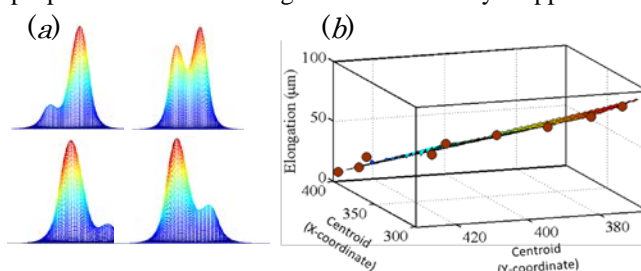 (a)
(b)
Elongation (µm)
100
50
0
400
350
300
420
400
380
Centroid
(X-coordinate)
Centroid
(Y-coordinate)